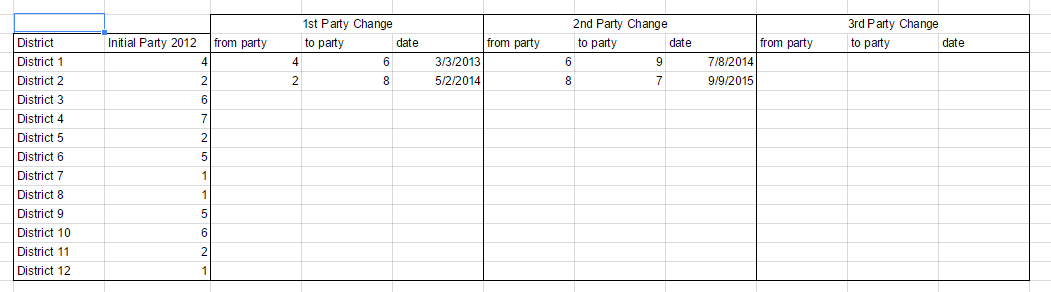 1st Party Change 2nd Party Change 3rd Party Change
District Initial Party 2012 from party to party date from party to party date from party to party date
District 1 4 4 6 3/3/2013 6 9 7/8/2014
District 2 2 2 8 5/2/2014 8 7 9/9/2015
District 3 6
District 4 7
District 5 2
District 6 5
District 7 1
District 8 1
District 9 5
District 10 6
District 11 2
District 12 1